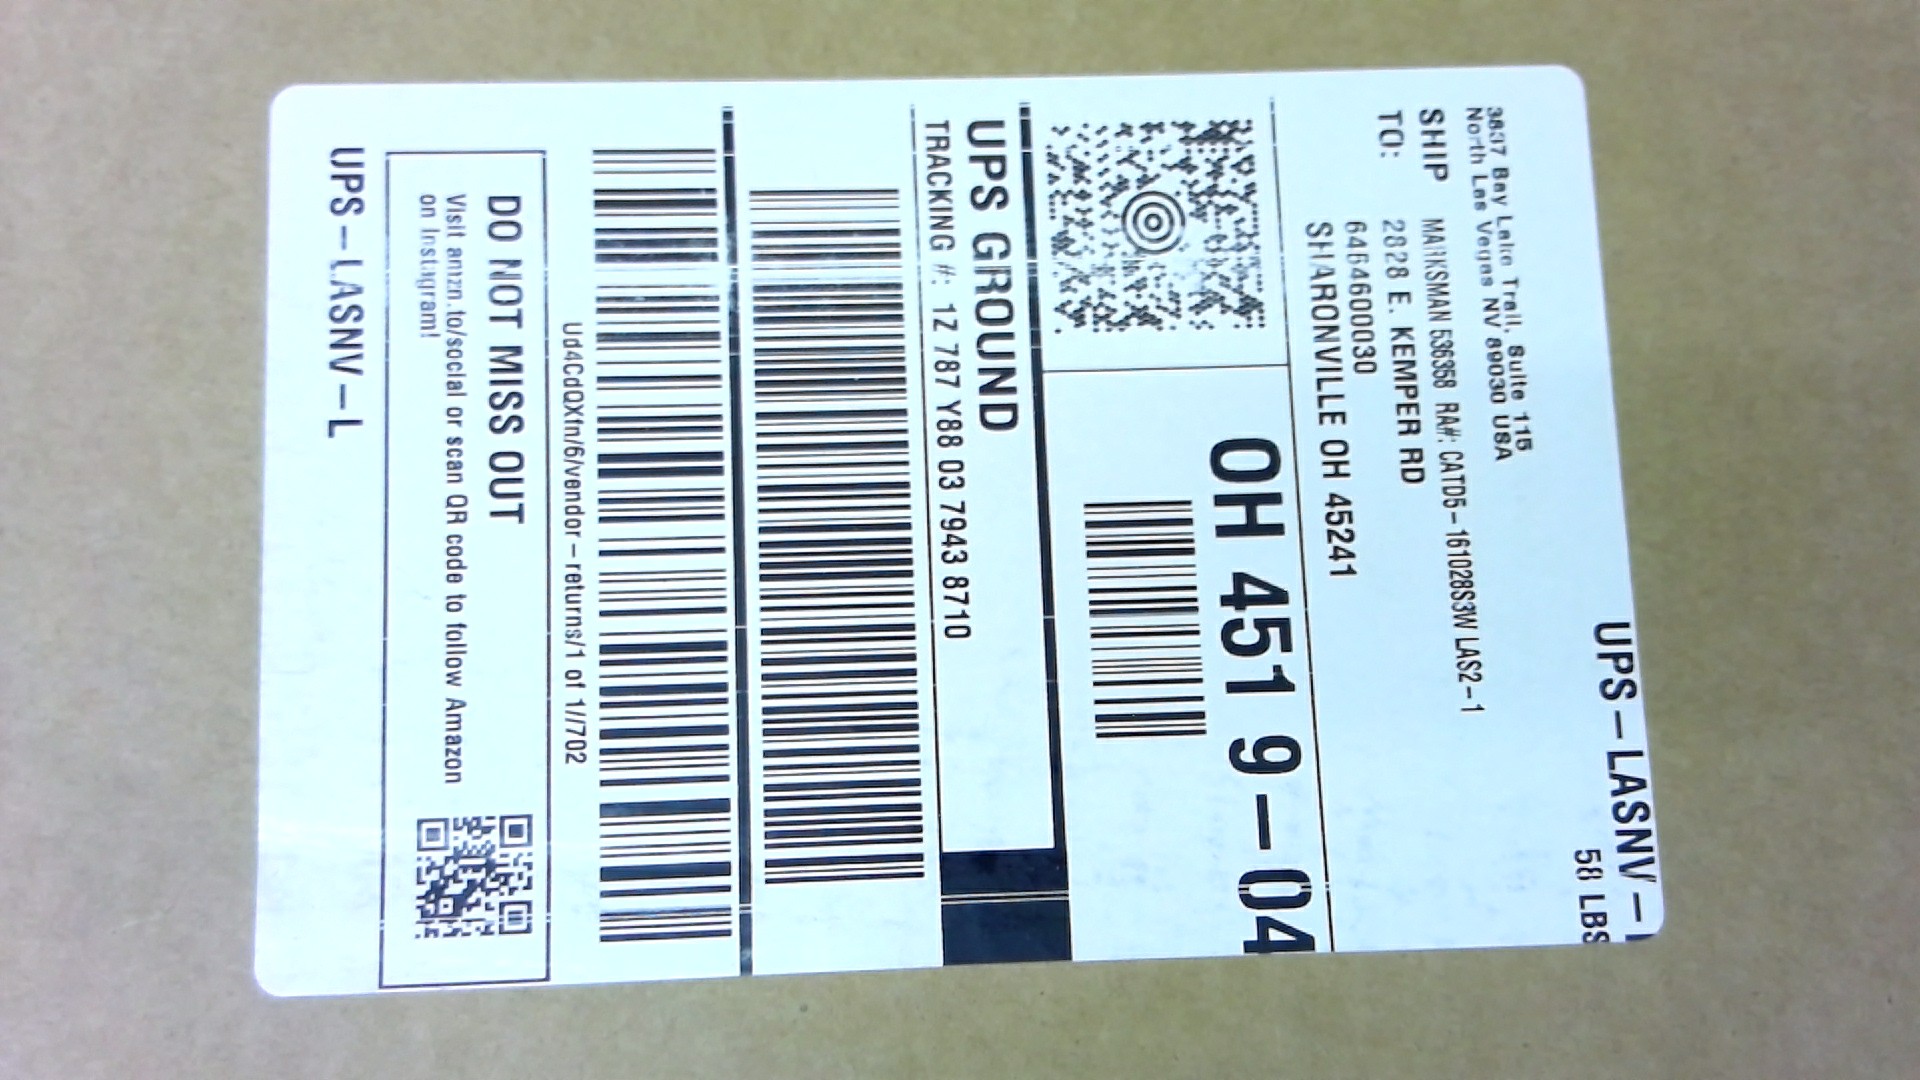 UPS-LASNV-
58 LBS
3837 Bay Lake Trail, Suite 115
North Las Vegas NV 89030 USA
SHIP
TO:
MARKSMAN 536358 RA#: CATD5-161028S3W LAS2-1
2828 E. KEMPER RD
6464600030
SHARONVILLE OH 45241
OH 451 9-04
UPS GROUND
TRACKING #: 1Z 787 Y88 03 7943 8710
Ud4CdQXfn/6/vendor-returns/1 of 1//702
DO NOT MISS OUT
Visit amzn.to/social or scan QR code to follow Amazon
on Instagram!
UPS-LASNV-L